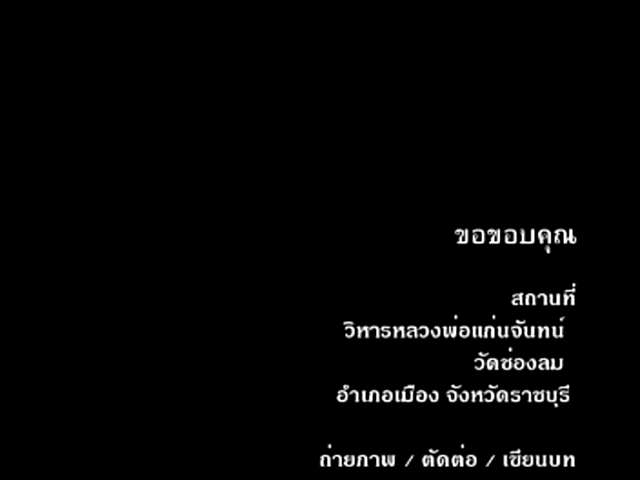 ขอขอบคุณ
สถานที่
วิหารหลวงพ่อแก่นจันทน์
วัดช่องลม
อำเภอเมือง จังหวัดราชบุรี
ถ่ายภาพ / ตัดต่อ / เขียนบท